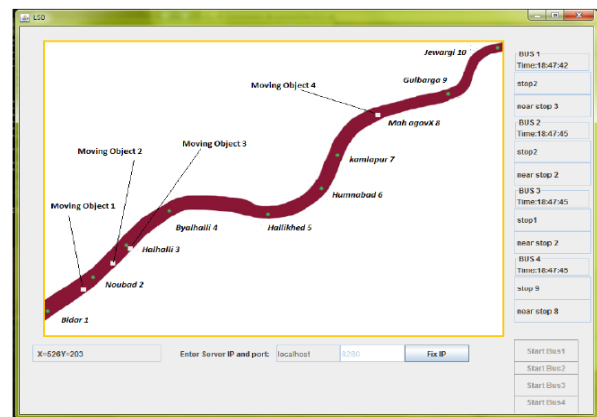 LSD
Jewargi 10
Gulbarga 9
Moving Object 4
Mah agovX 8
Moving Object 2
Moving Object 3
kamlapur 7
Humnabad 6
Moving Object 1
Byalhalli 4
Hallikhed 5
Halhalli 3
Noubad 2
Bidar 1
BUS 1
Time:18:47:42
stop2
near stop 3
BUS 2
Time:18:47:45
stop2
near stop 2
BUS 3
Time:18:47:45
stop1
near stop 2
BUS 4
Time:18:47:45
stop 9
near stop 8
X=526Y=203
Enter Server IP and port: localhost 8280 Fix IP
Start Bus1
Start Bus2
Start Bus3
Start Bus4